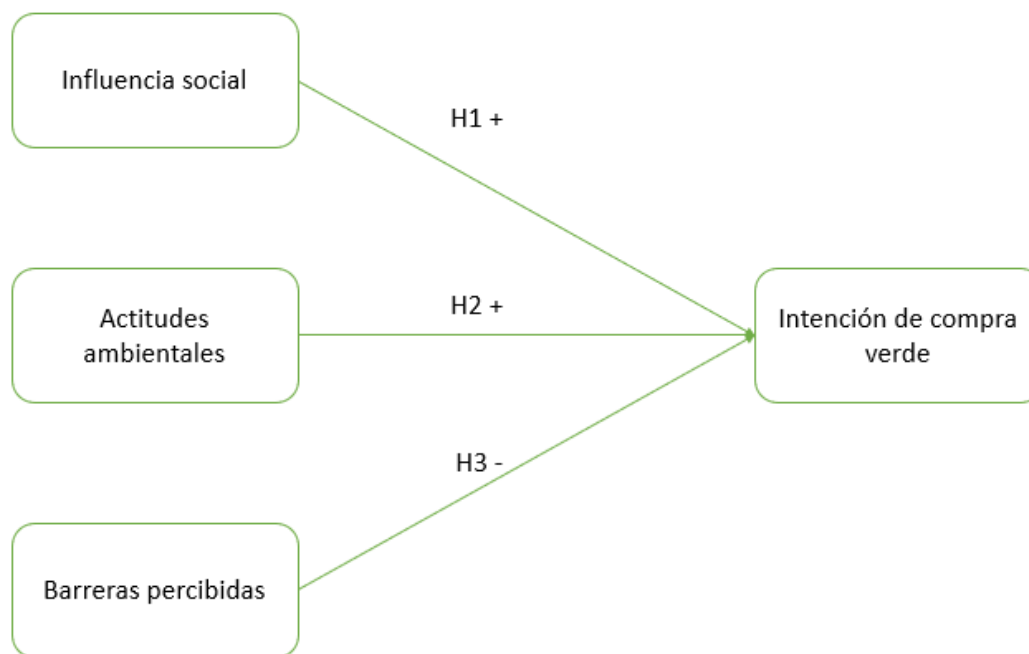 Influencia social
H1 +
Actitudes
ambientales
H2 +
Intención de compra
verde
H3 -
Barreras percibidas